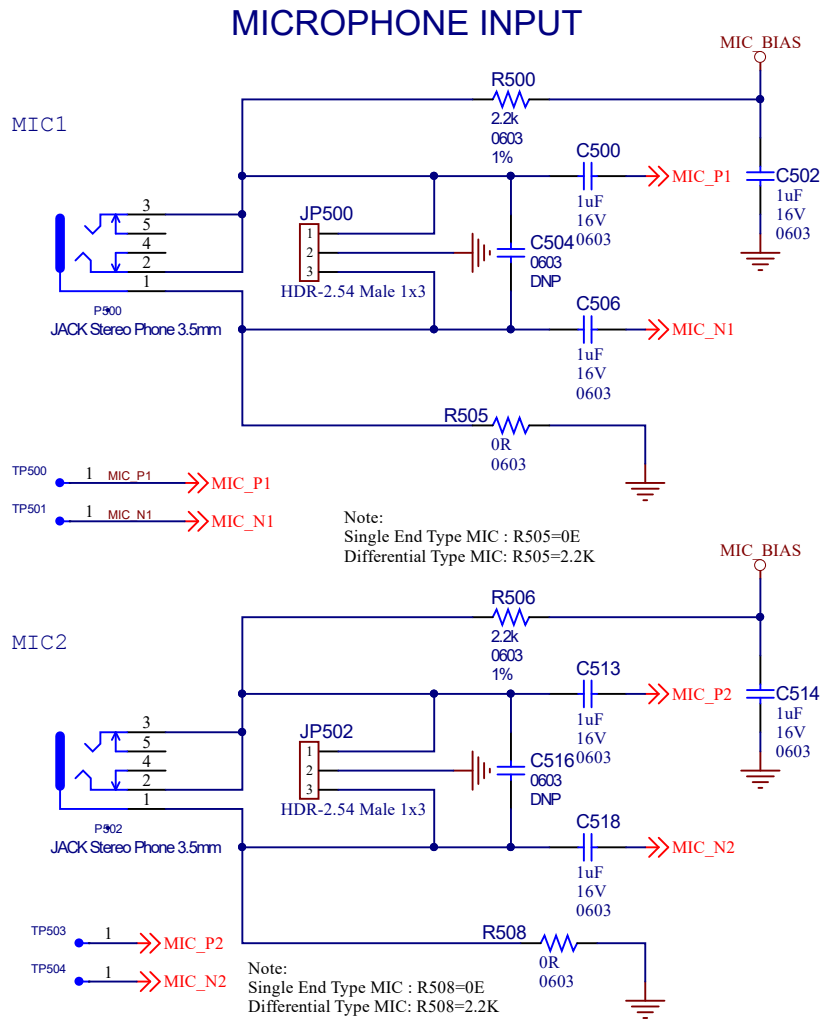 MICROPHONE INPUT
MIC_BIAS
R500
2.2k
0603
1%
MIC1
C500
1uF
16V
0603
MIC_P1
C502
1uF
16V
0603
3
5
4
2
1
P500
JACK Stereo Phone 3.5mm
JP500
1
2
3
HDR-2.54 Male 1x3
C504
0603
DNP
C506
1uF
16V
0603
MIC_N1
R505
0R
0603
TP500
1
MIC_P1
MIC_P1
TP501
1
MIC_N1
MIC_N1
Note:
Single End Type MIC : R505=0E
Differential Type MIC: R505=2.2K
MIC_BIAS
R506
2.2k
0603
1%
MIC2
C513
1uF
16V
0603
MIC_P2
C514
1uF
16V
0603
3
5
4
2
1
P502
JACK Stereo Phone 3.5mm
JP502
1
2
3
HDR-2.54 Male 1x3
C516
0603
DNP
C518
1uF
16V
0603
MIC_N2
R508
0R
0603
TP503
1
MIC_P2
TP504
1
MIC_N2
Note:
Single End Type MIC : R508=0E
Differential Type MIC: R508=2.2K